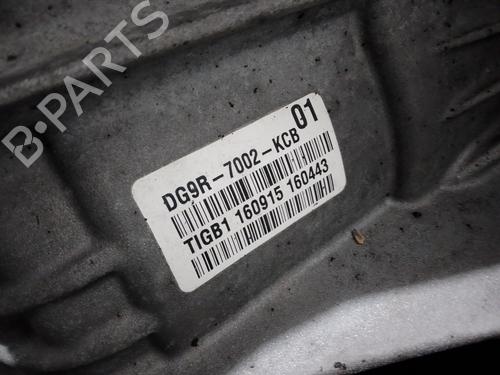 B-PARTS
01
DG9R-7002-KCB
TIGB1 160915 160443